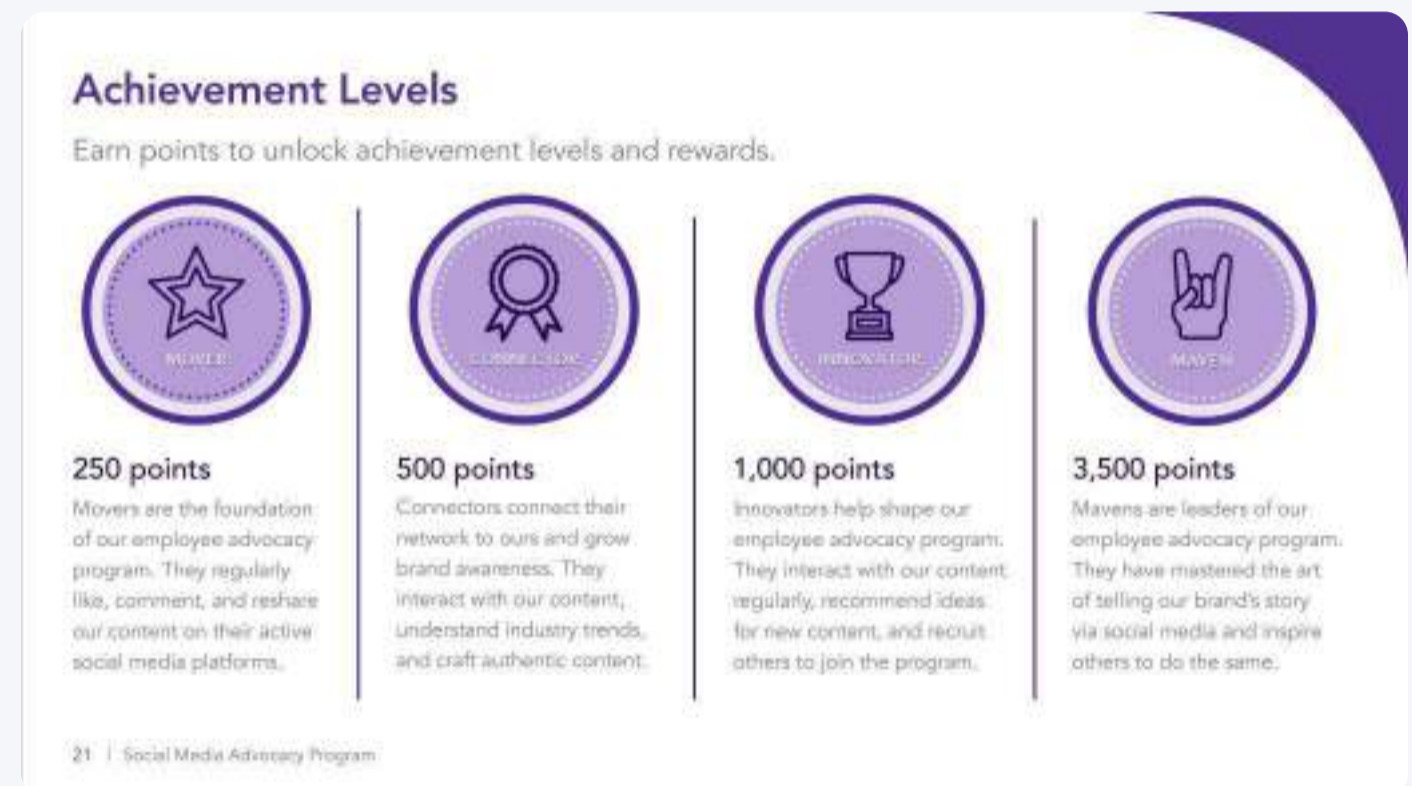 Achievement Levels
Earn points to unlock achievement levels and rewards.
MOVER
CONNECTOR
INNOVATOR
MAVEN
250 points
Movers are the foundation
of our employee advocacy
program. They regularly
like, comment, and reshare
our content on their active
social media platforms.
500 points
Connectors connect their
network to ours and grow
brand awareness. They
interact with our content,
understand industry trends,
and craft authentic content.
1,000 points
Innovators help shape our
employee advocacy program.
They interact with our content
regularly, recommend ideas
for new content, and recruit
others to join the program.
3,500 points
Mavens are leaders of our
employee advocacy program.
They have mastered the art
of telling our brand's story
via social media and inspire
others to do the same.
21 | Social Media Advocacy Program